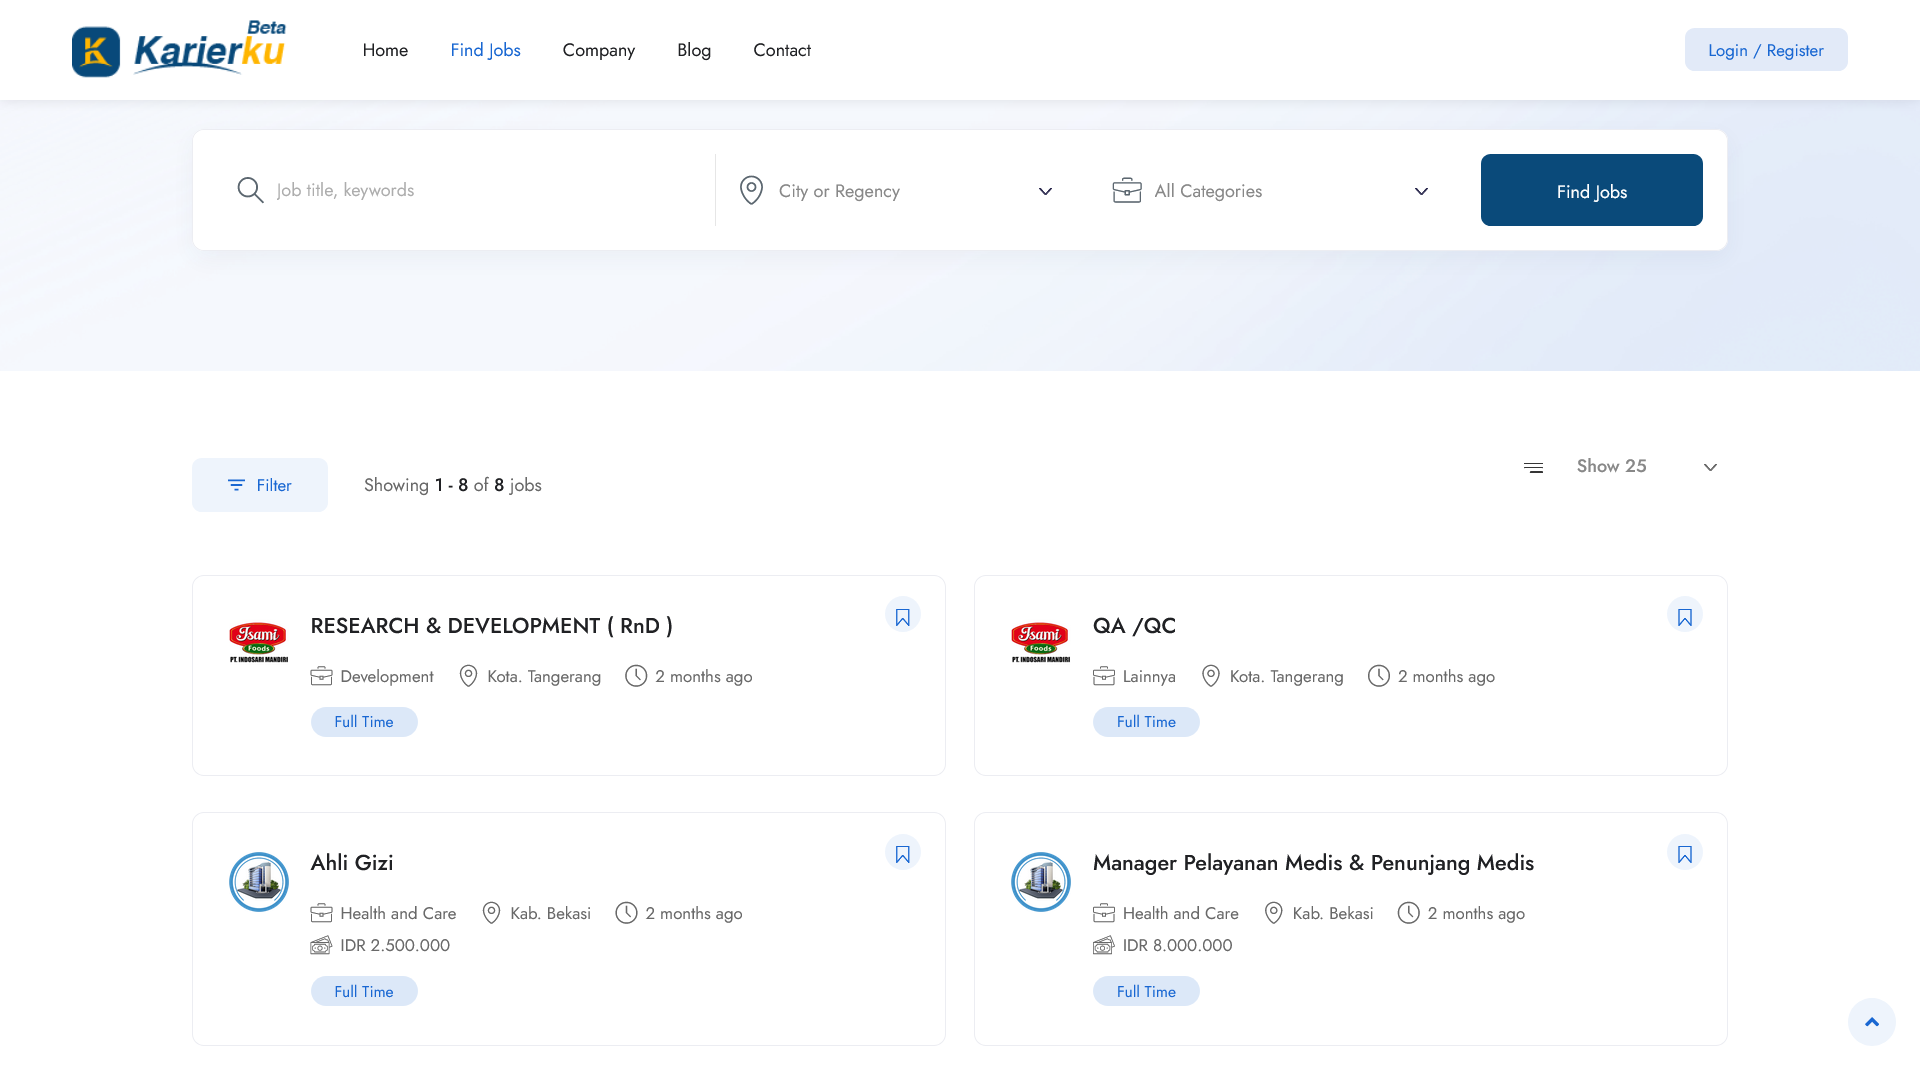 Karierku Beta
Home
Find Jobs
Company
Blog
Contact
Login / Register
Job title, keywords
City or Regency
All Categories
Find Jobs
Filter
Showing 1 - 8 of 8 jobs
Show 25
Isami
Foods
PT. INDOSARI MANDIRI
RESEARCH & DEVELOPMENT ( RnD )
Development
Kota. Tangerang
2 months ago
Full Time
Isami
Foods
PT. INDOSARI MANDIRI
QA /QC
Lainnya
Kota. Tangerang
2 months ago
Full Time
Ahli Gizi
Health and Care
Kab. Bekasi
2 months ago
IDR 2.500.000
Full Time
Manager Pelayanan Medis & Penunjang Medis
Health and Care
Kab. Bekasi
2 months ago
IDR 8.000.000
Full Time